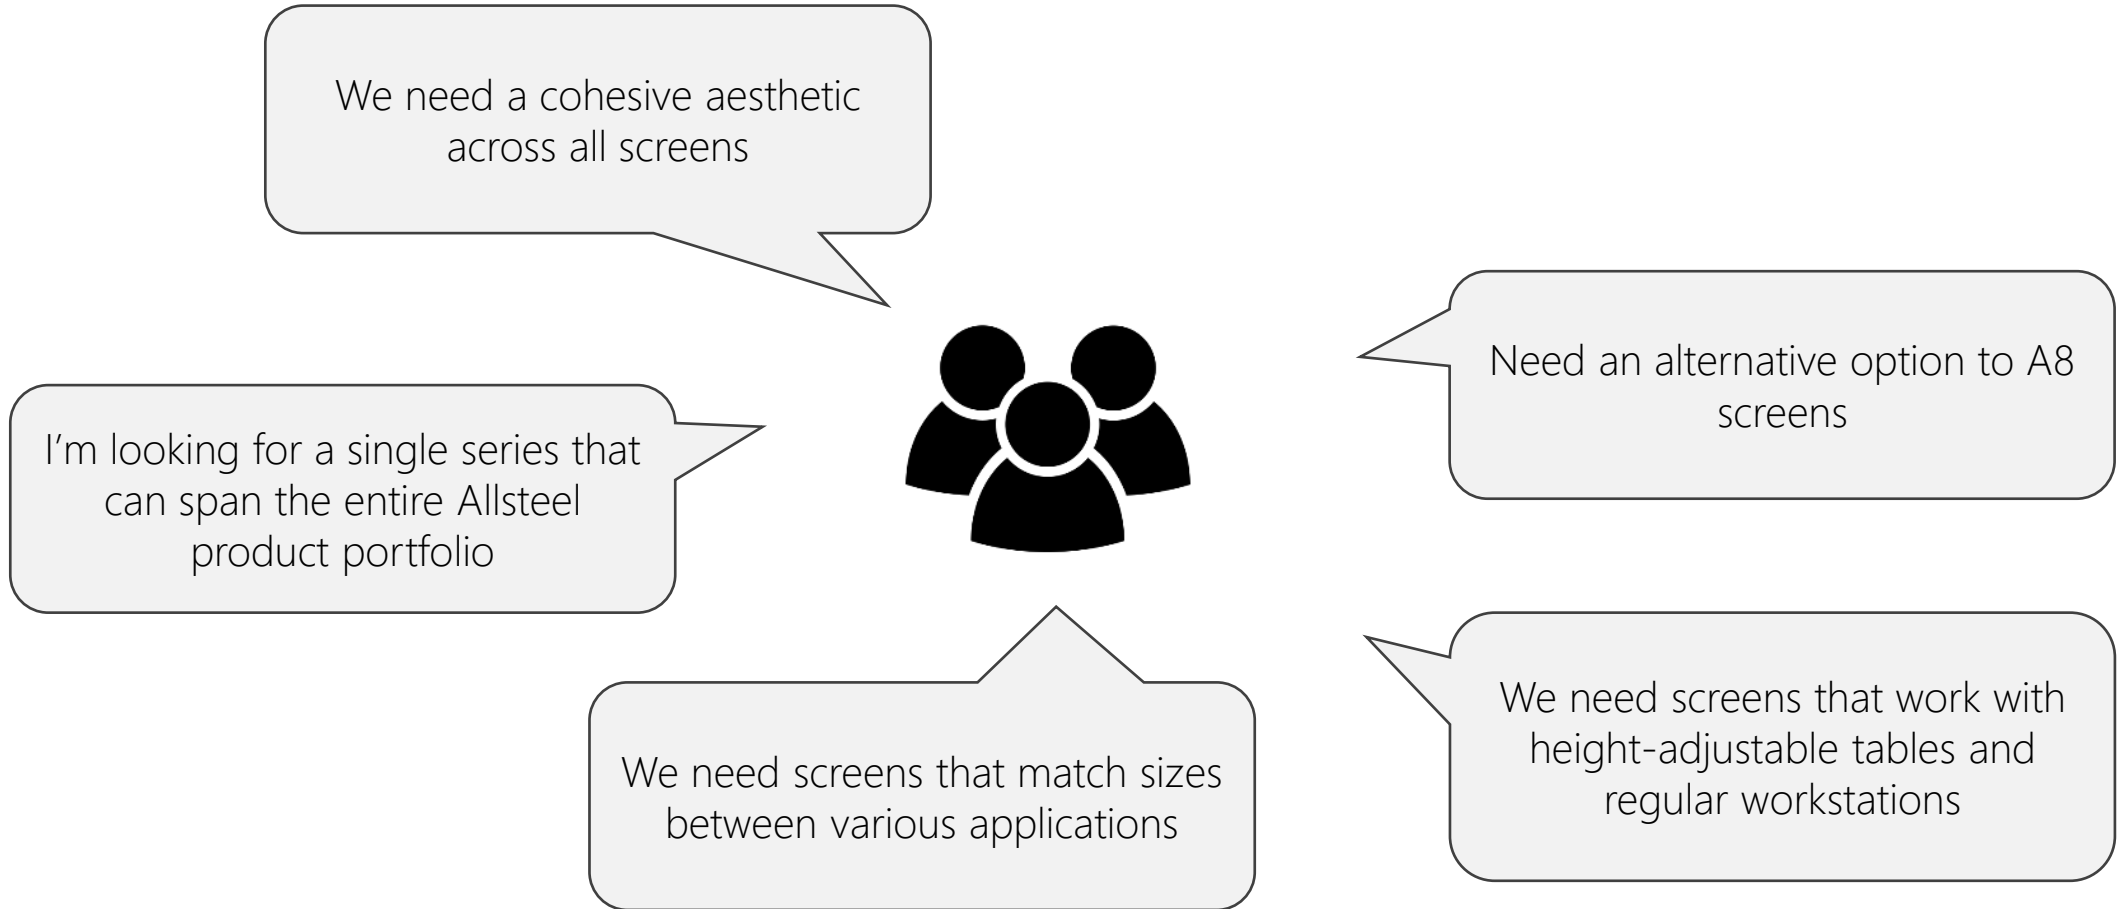 We need a cohesive aesthetic
across all screens
Need an alternative option to A8
screens
I’m looking for a single series that
can span the entire Allsteel
product portfolio
We need screens that match sizes
between various applications
We need screens that work with
height-adjustable tables and
regular workstations